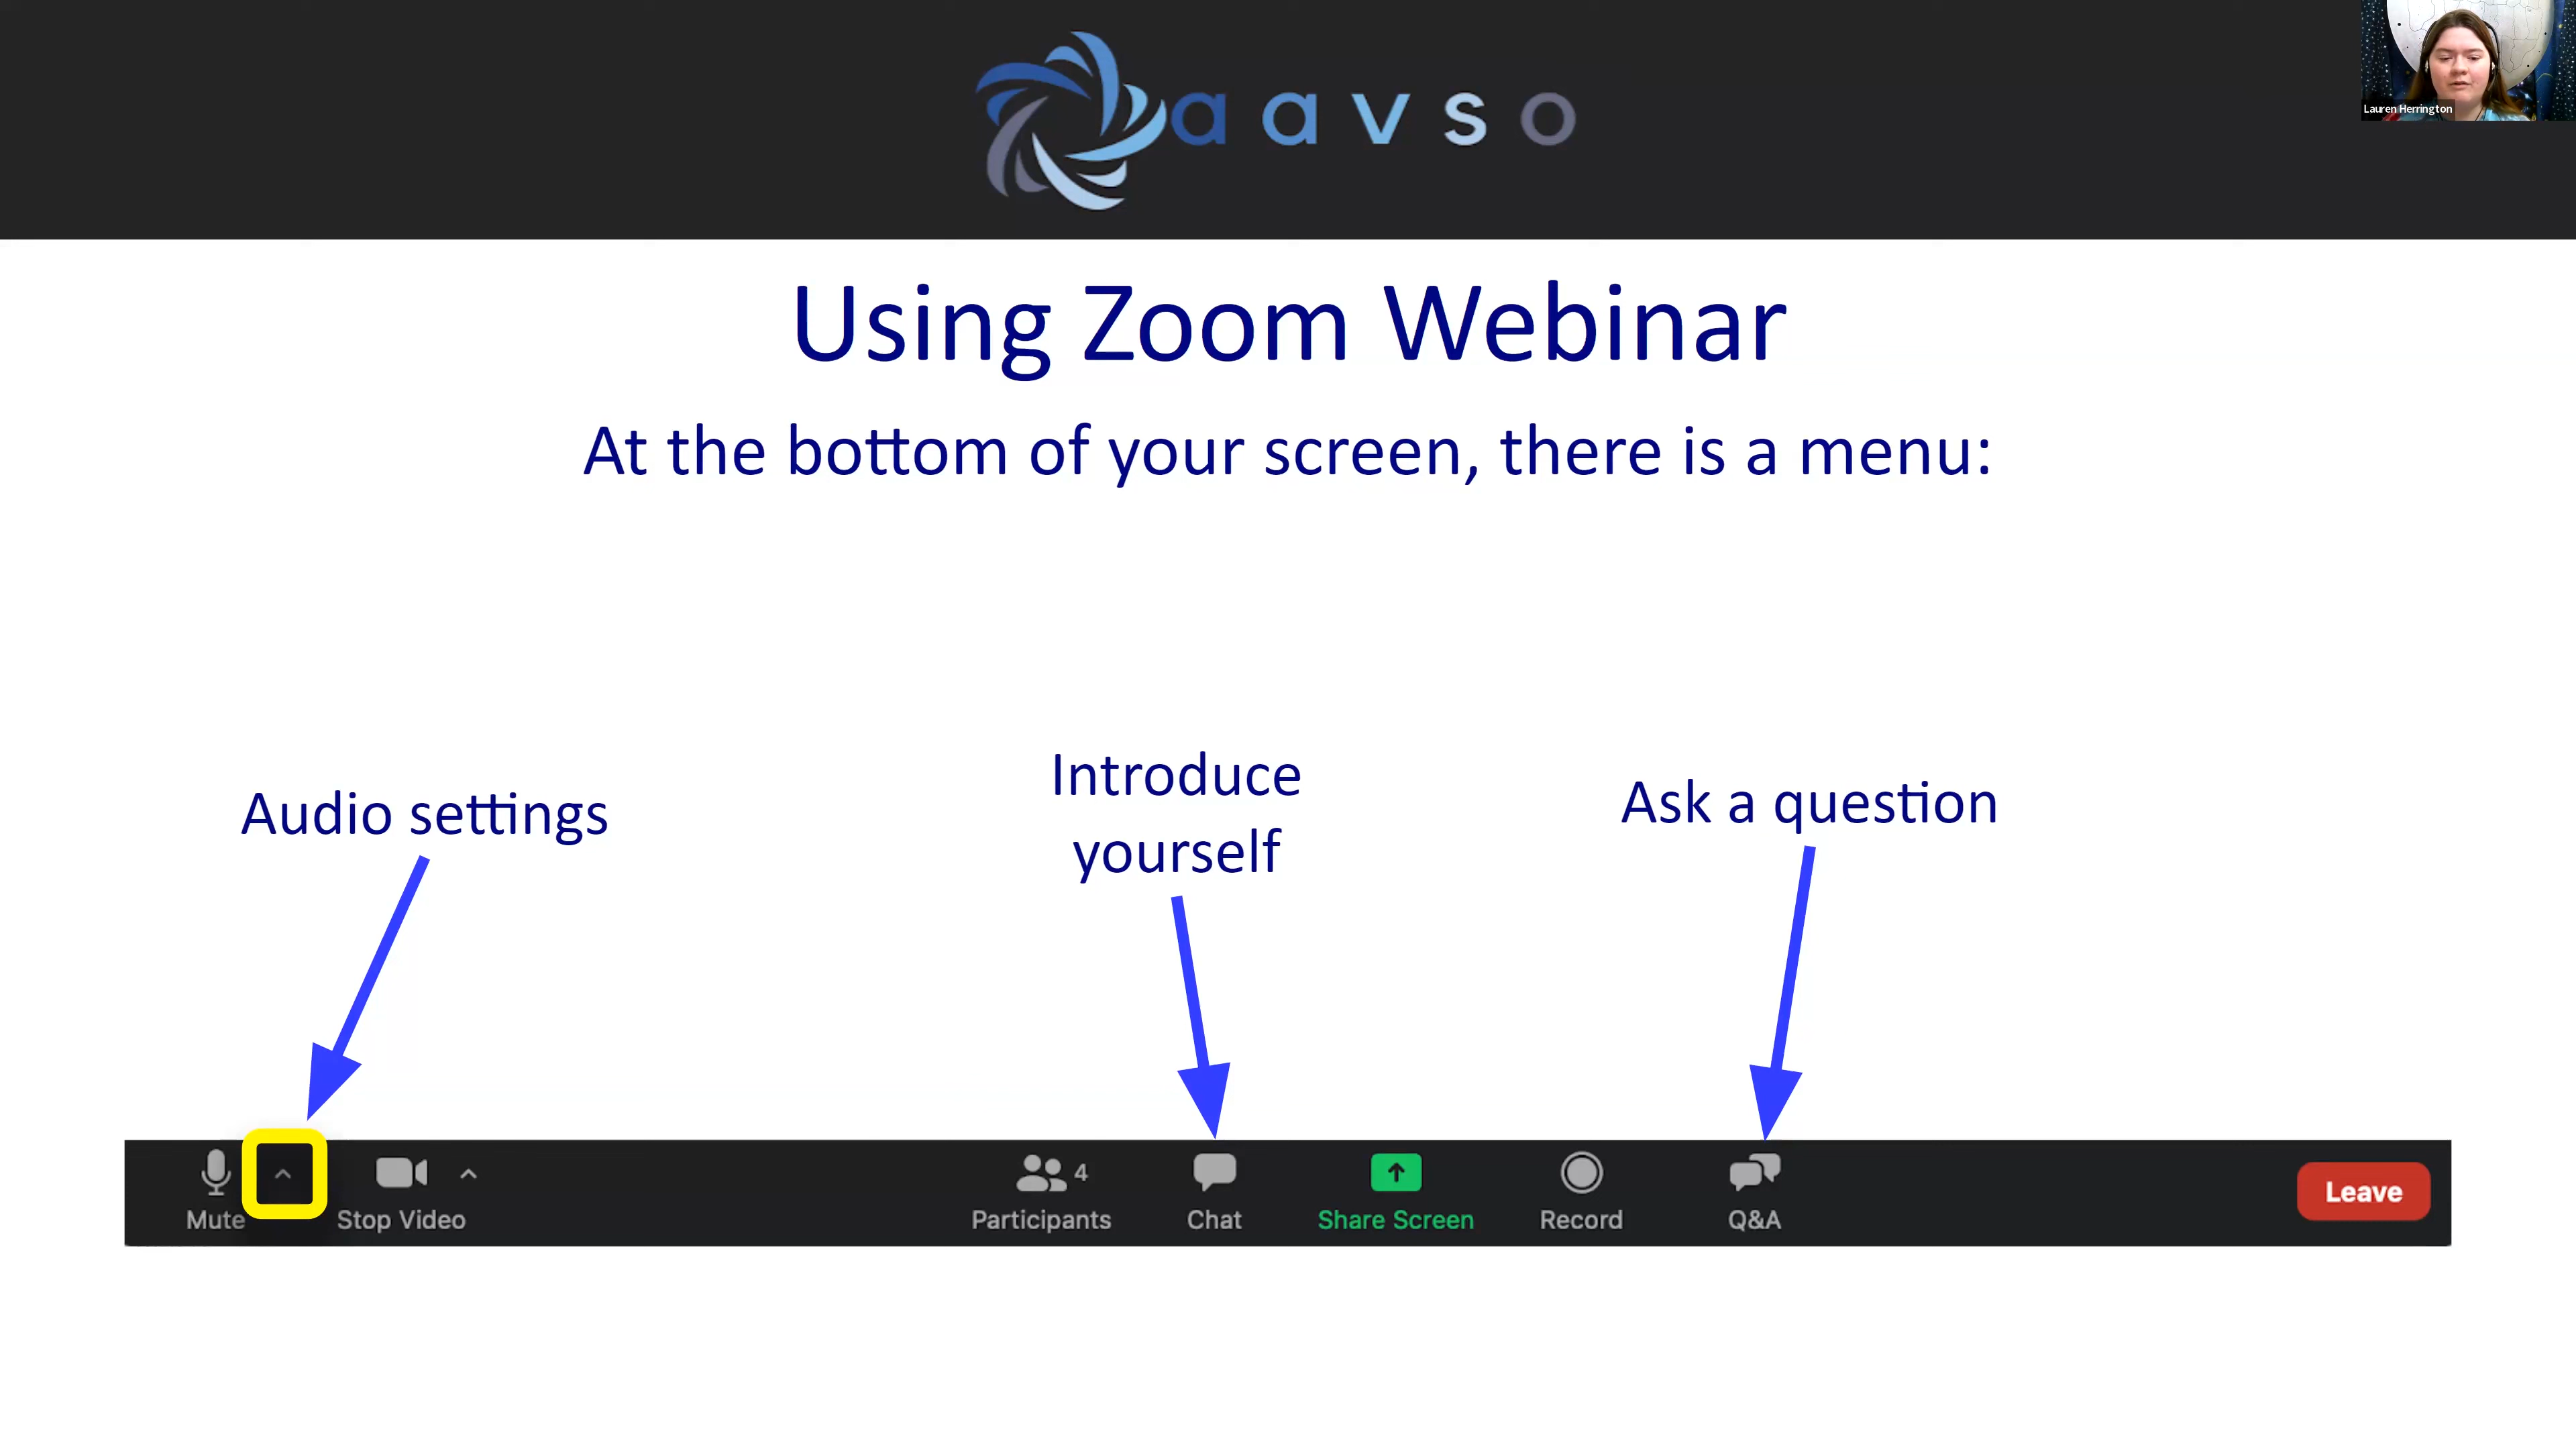 aavso
Lauren Herrington
Using Zoom Webinar
At the bottom of your screen, there is a menu:
Audio settings
Introduce
yourself
Ask a question
Mute
Stop Video
4
Participants
Chat
Share Screen
Record
Q&A
Leave